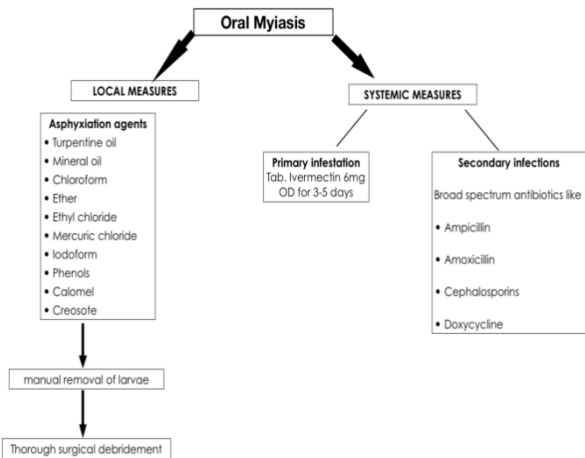 Oral Myiasis
LOCAL MEASURES
Asphyxiation agents
• Turpentine oil
• Mineral oil
• Chloroform
• Ether
• Ethyl chloride
• Mercuric chloride
• Iodoform
• Phenols
• Calomel
• Creosote
manual removal of larvae
Thorough surgical debridement
SYSTEMIC MEASURES
Primary infestation
Tab. Ivermectin 6mg
OD for 3-5 days
Secondary infections
Broad spectrum antibiotics like
• Ampicillin
• Amoxicillin
• Cephalosporins
• Doxycycline